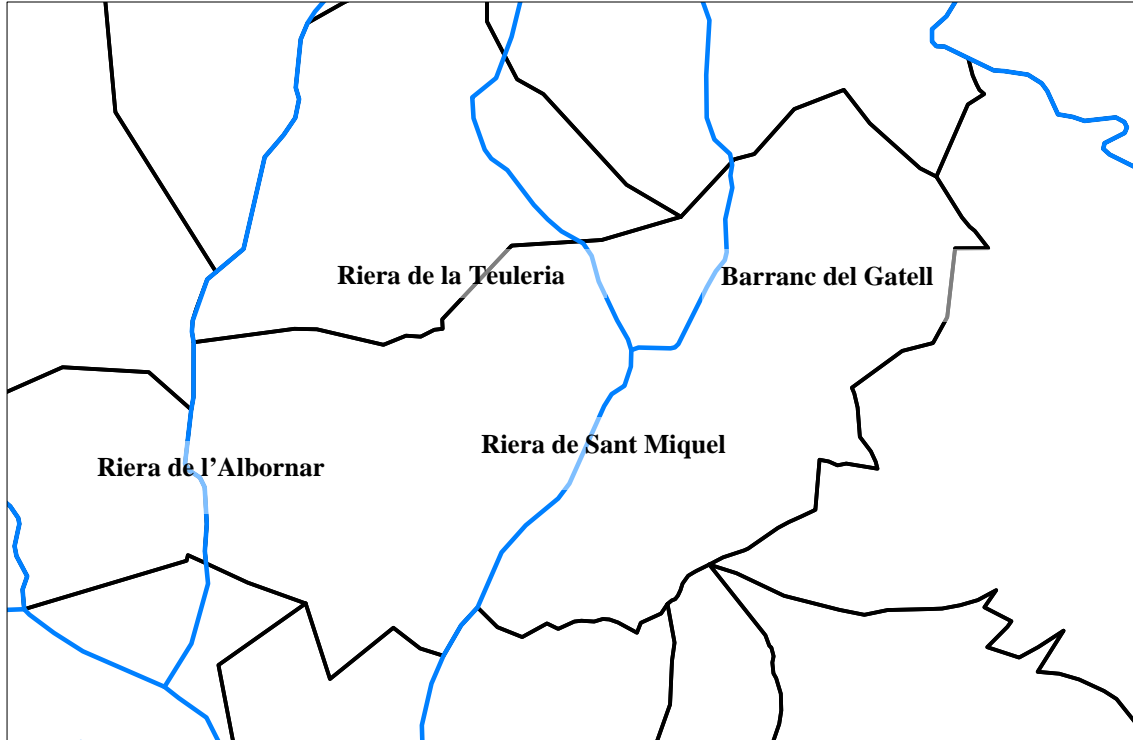 Riera de la Teuleria
Barranc del Gatell
Riera de Sant Miquel
Riera de l’Albornar